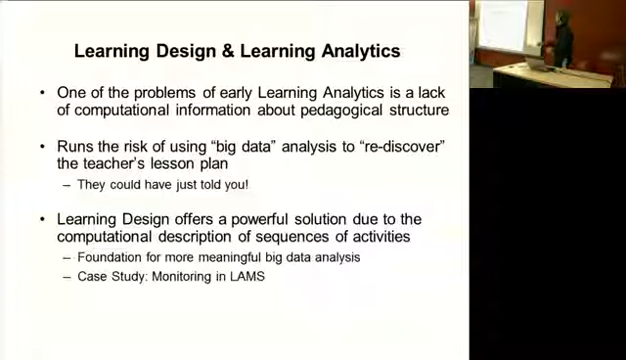 Learning Design & Learning Analytics
• One of the problems of early Learning Analytics is a lack
of computational information about pedagogical structure
• Runs the risk of using "big data" analysis to "re-discover"
the teacher's lesson plan
– They could have just told you!
• Learning Design offers a powerful solution due to the
computational description of sequences of activities
– Foundation for more meaningful big data analysis
– Case Study: Monitoring in LAMS